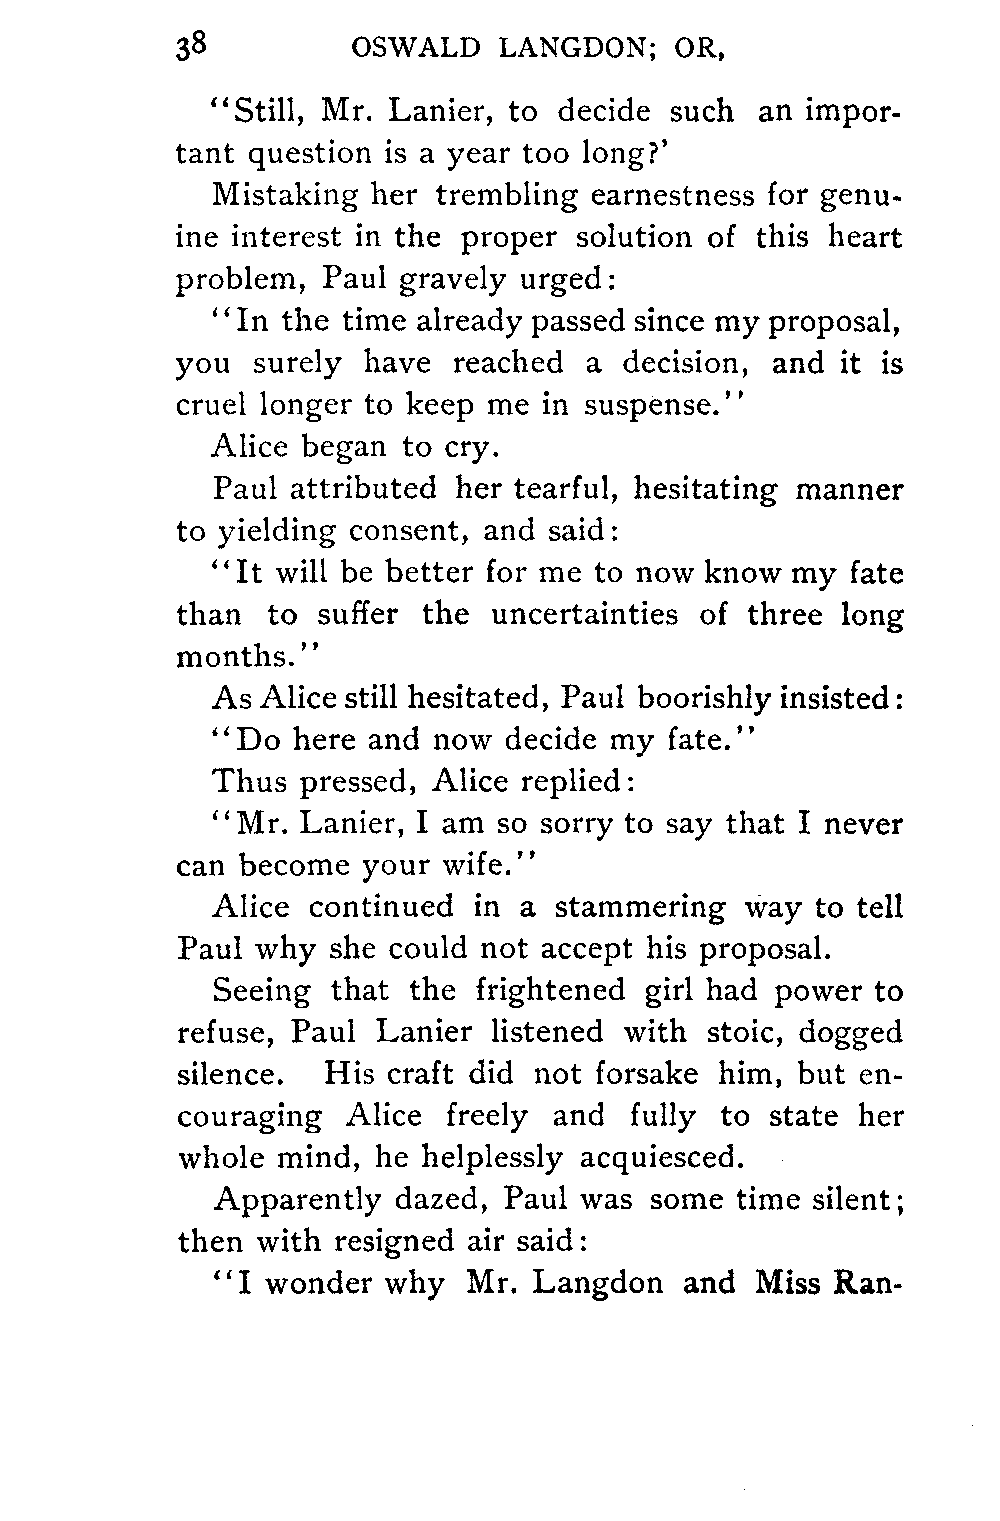 38 OSWALD LANGDON; OR,
"Still, Mr. Lanier, to decide such an impor-
tant question is a year too long?'
Mistaking her trembling earnestness for genu-
ine interest in the proper solution of this heart
problem, Paul gravely urged:
"In the time already passed since my proposal,
you surely have reached a decision, and it is
cruel longer to keep me in suspense."
Alice began to cry.
Paul attributed her tearful, hesitating manner
to yielding consent, and said:
"It will be better for me to now know my fate
than to suffer the uncertainties of three long
months."
As Alice still hesitated, Paul boorishly insisted:
"Do here and now decide my fate."
Thus pressed, Alice replied:
"Mr. Lanier, I am so sorry to say that I never
can become your wife."
Alice continued in a stammering way to tell
Paul why she could not accept his proposal.
Seeing that the frightened girl had power to
refuse, Paul Lanier listened with stoic, dogged
silence. His craft did not forsake him, but en-
couraging Alice freely and fully to state her
whole mind, he helplessly acquiesced.
Apparently dazed, Paul was some time silent;
then with resigned air said:
"I wonder why Mr. Langdon and Miss Ran-